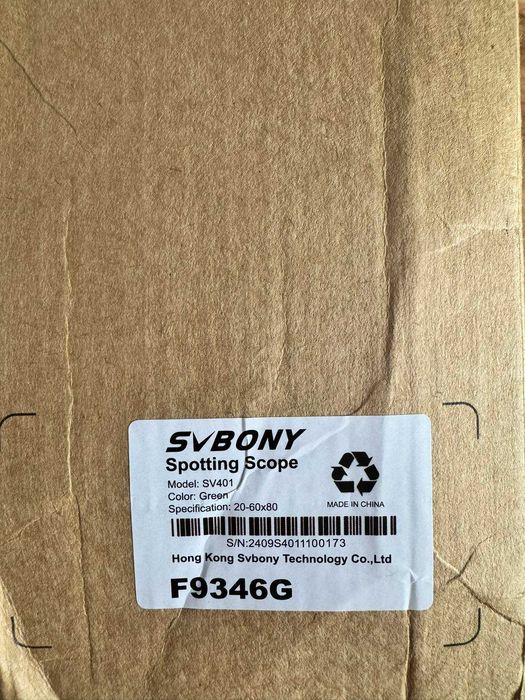 SVBONY
Spotting Scope
Model: SV401
Color: Green
Specification: 20-60x80
MADE IN CHINA
S/N:2409S4011100173
Hong Kong Svbony Technology Co.,Ltd
F9346G